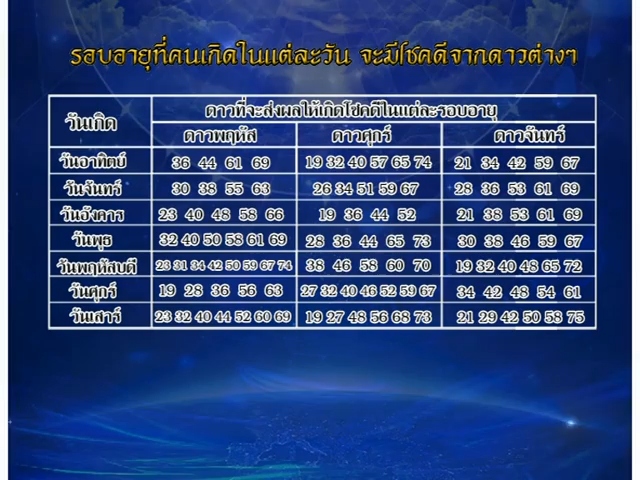 รอบอายุที่คนเกิดในแต่ละวัน จะมีโชคดีจากดาวต่างๆ
วันเกิด
ดาวที่จะส่งผลให้เกิดโชคดีในแต่ละรอบอายุ
ดาวพฤหัส ดาวศุกร์ ดาวจันทร์
วันอาทิตย์ 36 44 61 69 19 32 40 57 65 74 21 34 42 59 67
วันจันทร์ 30 38 55 63 26 34 51 59 67 28 36 53 61 69
วันอังคาร 23 40 48 58 66 19 36 44 52 21 38 53 61 69
วันพุธ 32 40 50 58 61 69 28 36 44 65 73 30 38 46 59 67
วันพฤหัสบดี 23 31 34 42 50 59 67 74 38 46 58 60 70 19 32 40 48 65 72
วันศุกร์ 19 28 36 56 63 27 32 40 46 52 59 67 34 42 48 54 61
วันเสาร์ 23 32 40 44 52 60 69 19 27 48 56 68 73 21 29 42 50 58 75